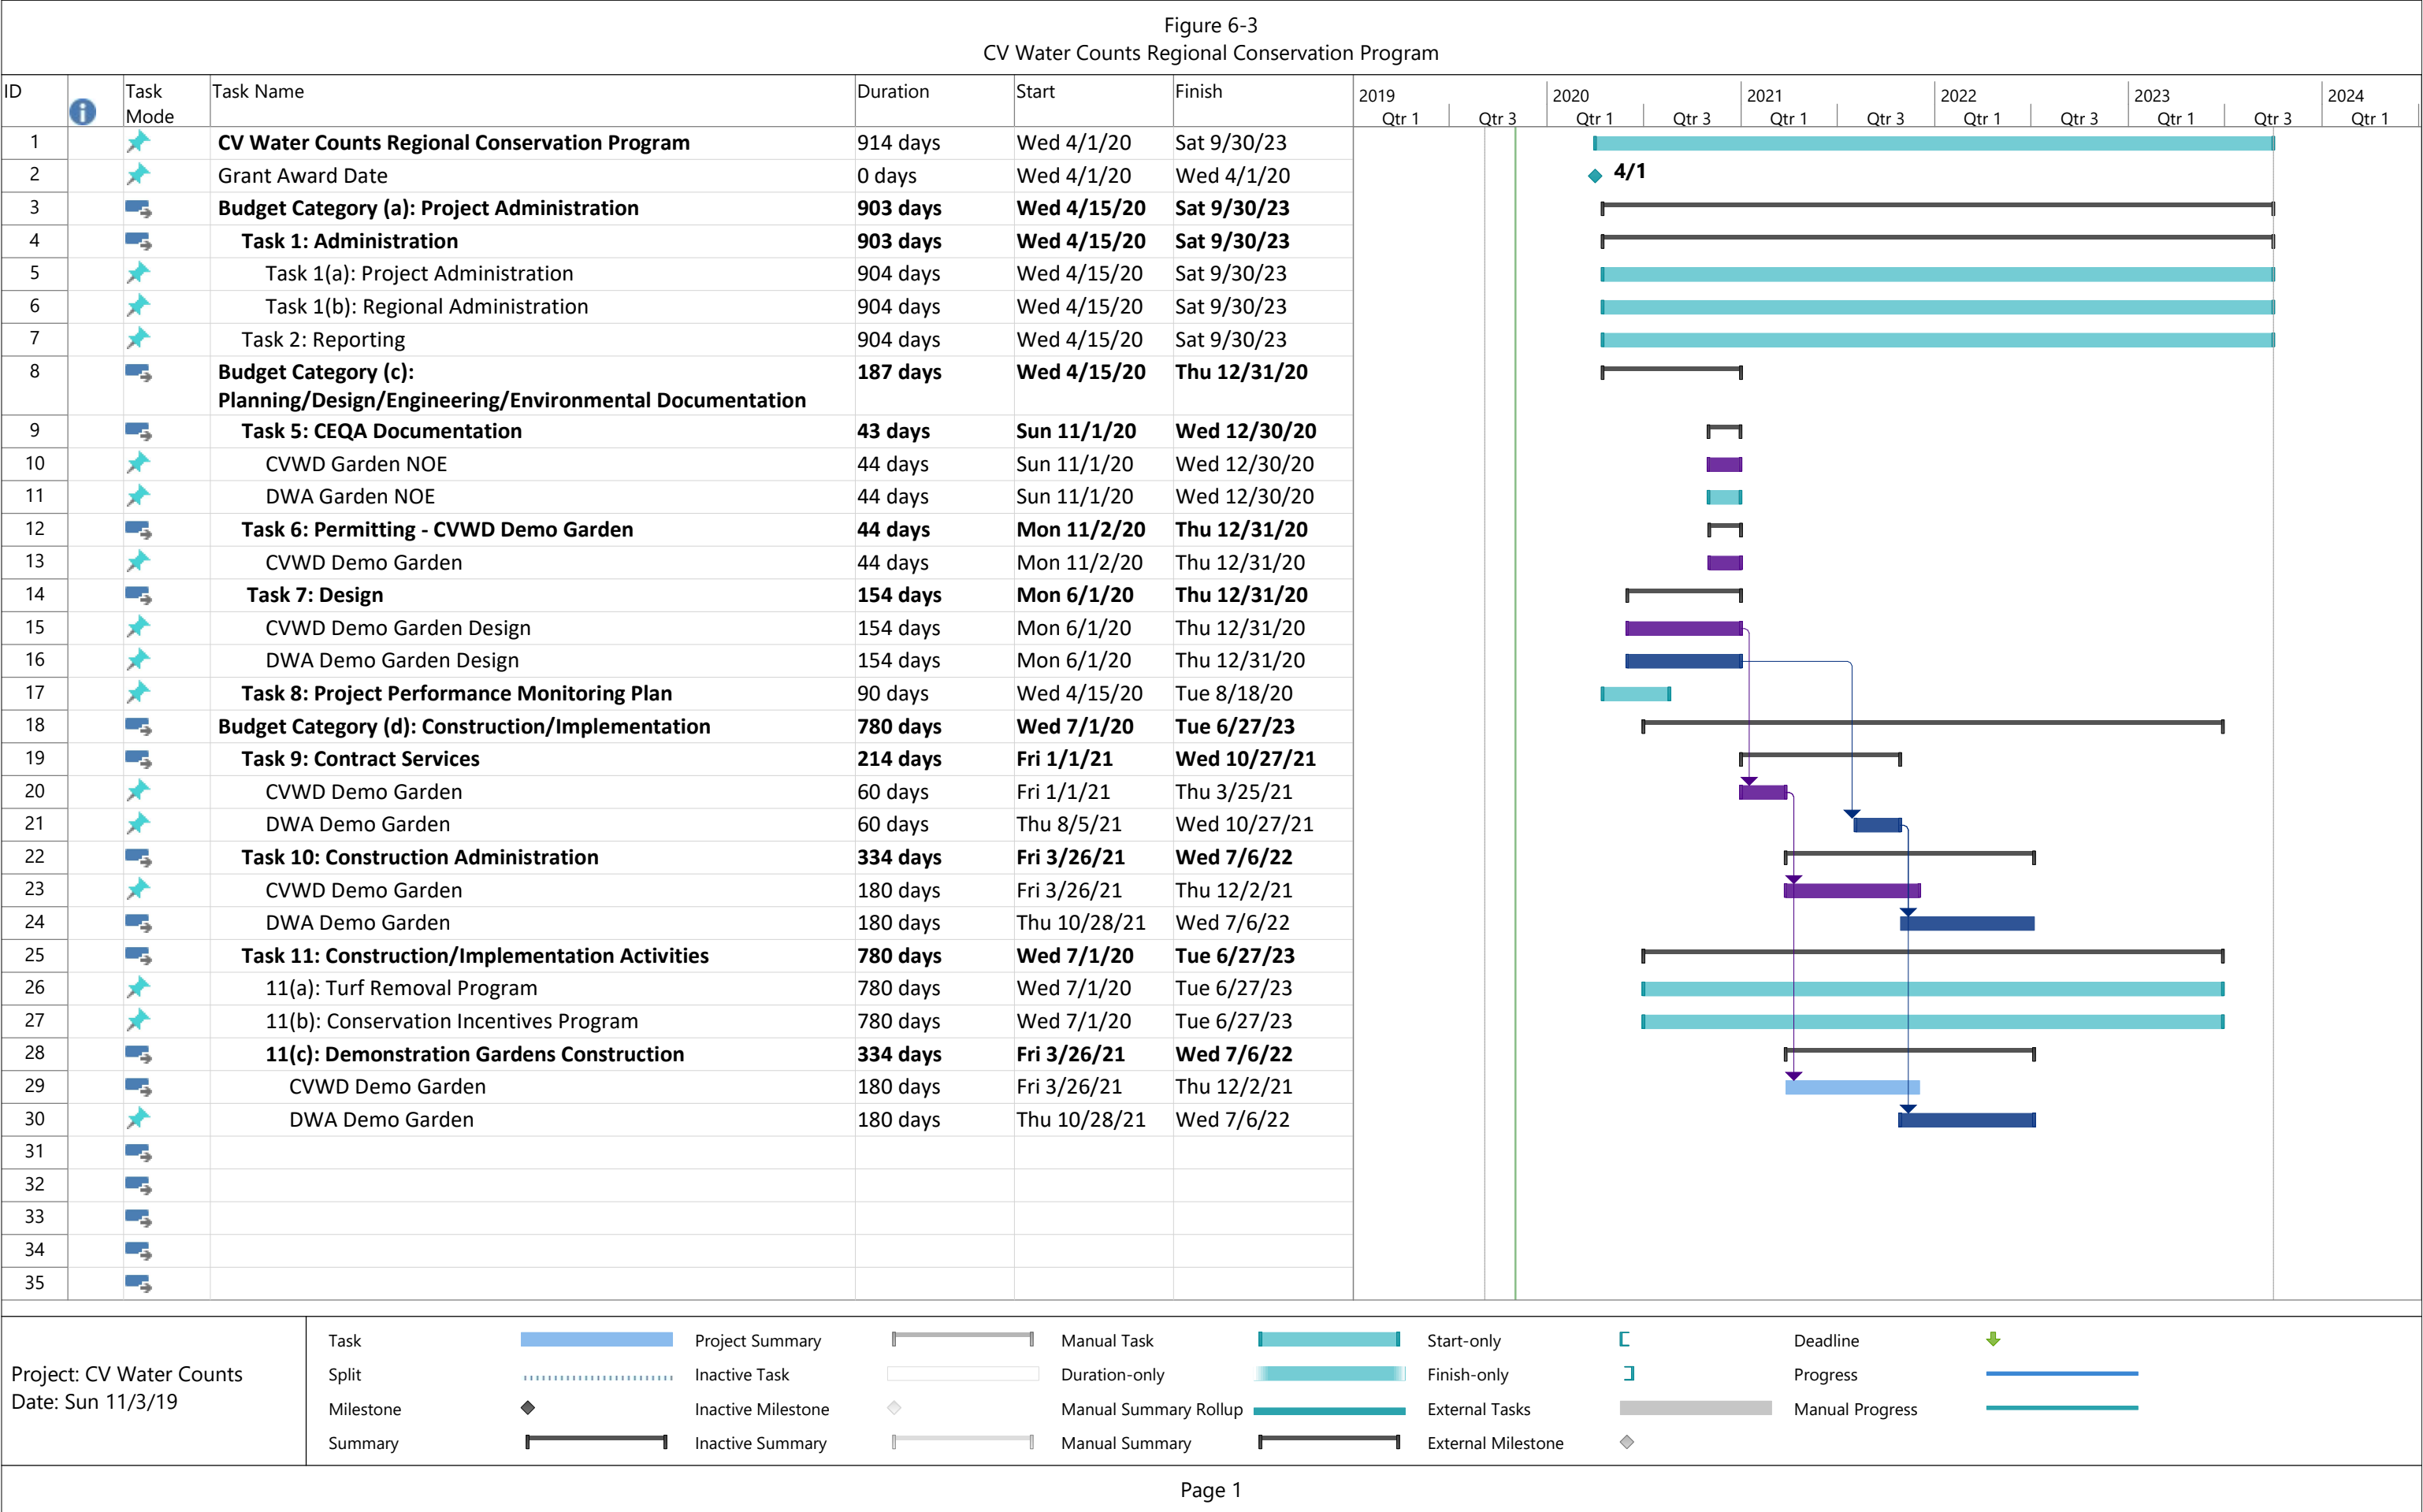 Figure 6-3
CV Water Counts Regional Conservation Program
ID Task Mode Task Name Duration Start Finish
2019 2020 2021 2022 2023 2024
Qtr 1 Qtr 3 Qtr 1 Qtr 3 Qtr 1 Qtr 3 Qtr 1 Qtr 3 Qtr 1 Qtr 3 Qtr 1
1 CV Water Counts Regional Conservation Program 914 days Wed 4/1/20 Sat 9/30/23
2 Grant Award Date 0 days Wed 4/1/20 Wed 4/1/20 4/1
3 Budget Category (a): Project Administration 903 days Wed 4/15/20 Sat 9/30/23
4 Task 1: Administration 903 days Wed 4/15/20 Sat 9/30/23
5 Task 1(a): Project Administration 904 days Wed 4/15/20 Sat 9/30/23
6 Task 1(b): Regional Administration 904 days Wed 4/15/20 Sat 9/30/23
7 Task 2: Reporting 904 days Wed 4/15/20 Sat 9/30/23
8 Budget Category (c): 187 days Wed 4/15/20 Thu 12/31/20
Planning/Design/Engineering/Environmental Documentation
9 Task 5: CEQA Documentation 43 days Sun 11/1/20 Wed 12/30/20
10 CVWD Garden NOE 44 days Sun 11/1/20 Wed 12/30/20
11 DWA Garden NOE 44 days Sun 11/1/20 Wed 12/30/20
12 Task 6: Permitting - CVWD Demo Garden 44 days Mon 11/2/20 Thu 12/31/20
13 CVWD Demo Garden 44 days Mon 11/2/20 Thu 12/31/20
14 Task 7: Design 154 days Mon 6/1/20 Thu 12/31/20
15 CVWD Demo Garden Design 154 days Mon 6/1/20 Thu 12/31/20
16 DWA Demo Garden Design 154 days Mon 6/1/20 Thu 12/31/20
17 Task 8: Project Performance Monitoring Plan 90 days Wed 4/15/20 Tue 8/18/20
18 Budget Category (d): Construction/Implementation 780 days Wed 7/1/20 Tue 6/27/23
19 Task 9: Contract Services 214 days Fri 1/1/21 Wed 10/27/21
20 CVWD Demo Garden 60 days Fri 1/1/21 Thu 3/25/21
21 DWA Demo Garden 60 days Thu 8/5/21 Wed 10/27/21
22 Task 10: Construction Administration 334 days Fri 3/26/21 Wed 7/6/22
23 CVWD Demo Garden 180 days Fri 3/26/21 Thu 12/2/21
24 DWA Demo Garden 180 days Thu 10/28/21 Wed 7/6/22
25 Task 11: Construction/Implementation Activities 780 days Wed 7/1/20 Tue 6/27/23
26 11(a): Turf Removal Program 780 days Wed 7/1/20 Tue 6/27/23
27 11(b): Conservation Incentives Program 780 days Wed 7/1/20 Tue 6/27/23
28 11(c): Demonstration Gardens Construction 334 days Fri 3/26/21 Wed 7/6/22
29 CVWD Demo Garden 180 days Fri 3/26/21 Thu 12/2/21
30 DWA Demo Garden 180 days Thu 10/28/21 Wed 7/6/22
31
32
33
34
35
Project: CV Water Counts
Date: Sun 11/3/19
Task Project Summary Manual Task Start-only Deadline
Split Inactive Task Duration-only Finish-only Progress
Milestone Inactive Milestone Manual Summary Rollup External Tasks Manual Progress
Summary Inactive Summary Manual Summary External Milestone
Page 1